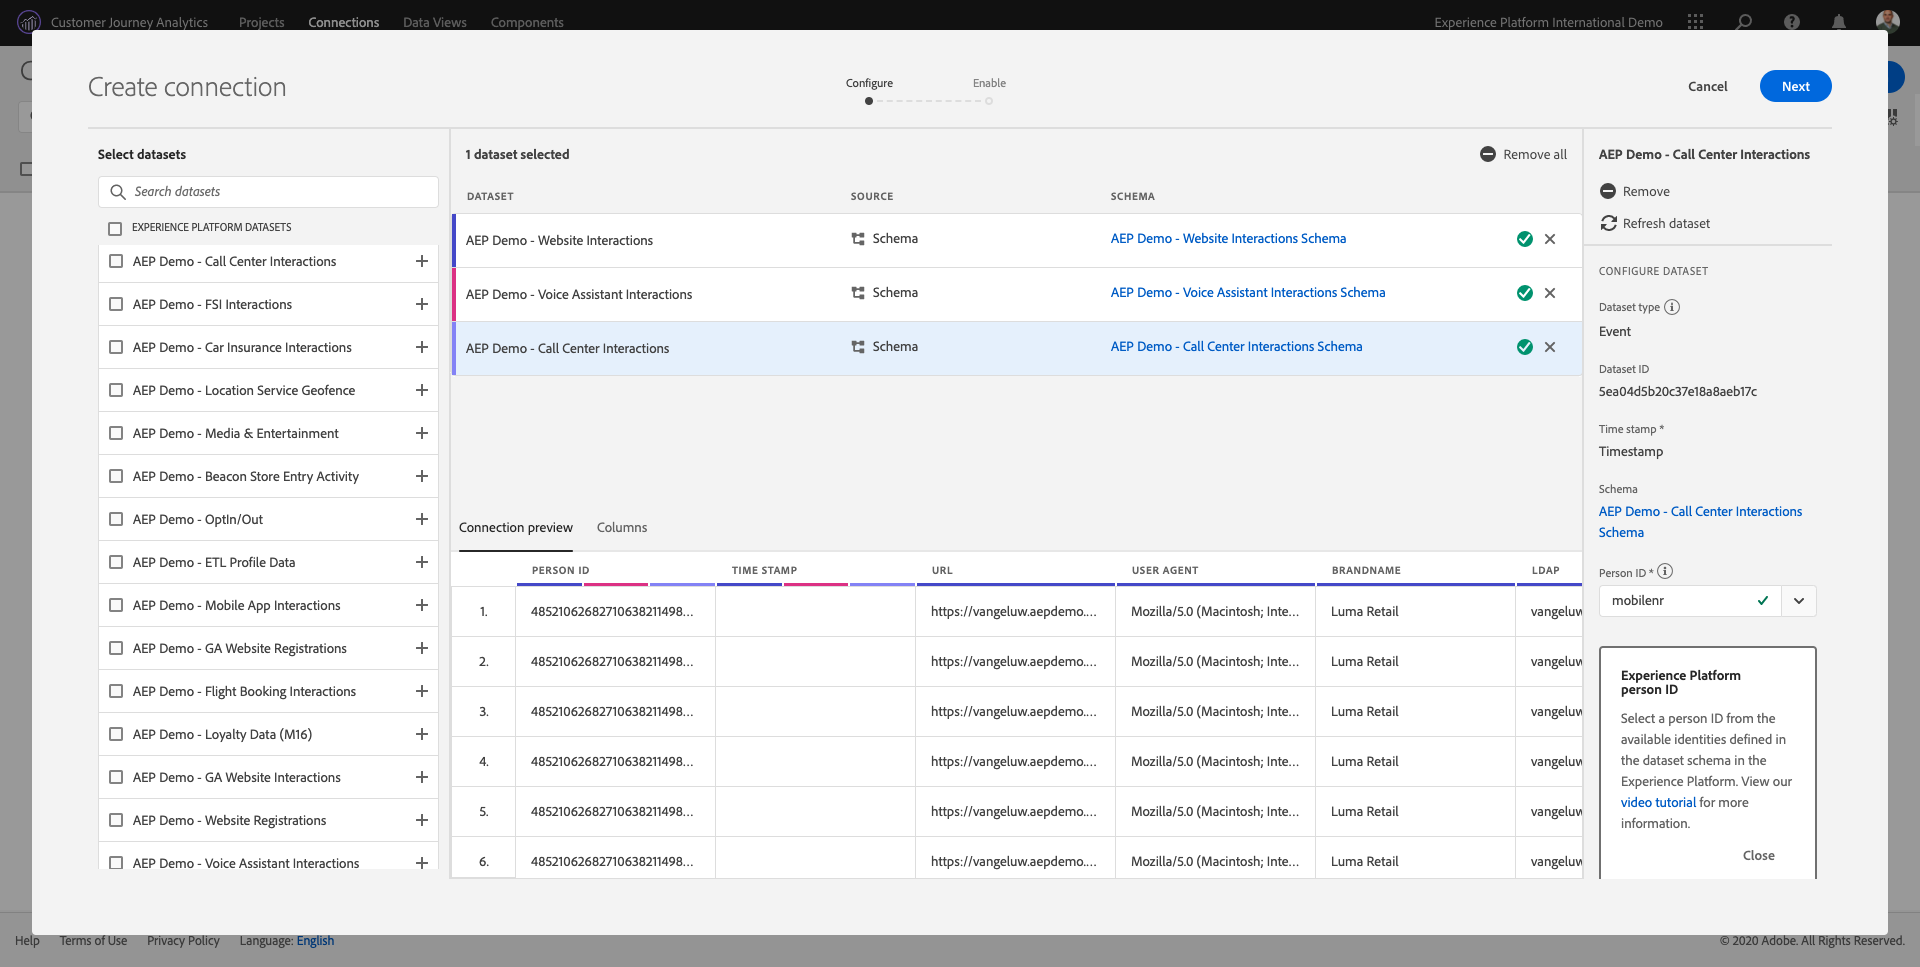 Customer Journey Analytics Projects Connections Data Views Components Experience Platform International Demo
Create connection
Configure Enable
Cancel Next
Select datasets
Search datasets
EXPERIENCE PLATFORM DATASETS
AEP Demo - Call Center Interactions
AEP Demo - FSI Interactions
AEP Demo - Car Insurance Interactions
AEP Demo - Location Service Geofence
AEP Demo - Media & Entertainment
AEP Demo - Beacon Store Entry Activity
AEP Demo - OptIn/Out
AEP Demo - ETL Profile Data
AEP Demo - Mobile App Interactions
AEP Demo - GA Website Registrations
AEP Demo - Flight Booking Interactions
AEP Demo - Loyalty Data (M16)
AEP Demo - GA Website Interactions
AEP Demo - Website Registrations
AEP Demo - Voice Assistant Interactions
1 dataset selected Remove all
DATASET SOURCE SCHEMA
AEP Demo - Website Interactions Schema AEP Demo - Website Interactions Schema
AEP Demo - Voice Assistant Interactions Schema AEP Demo - Voice Assistant Interactions Schema
AEP Demo - Call Center Interactions Schema AEP Demo - Call Center Interactions Schema
Connection preview Columns
PERSON ID TIME STAMP URL USER AGENT BRANDNAME LDAP
1. 48521062682710638211498... https://vangeluw.aepdemo.... Mozilla/5.0 (Macintosh; Inte... Luma Retail vangeluw
2. 48521062682710638211498... https://vangeluw.aepdemo.... Mozilla/5.0 (Macintosh; Inte... Luma Retail vangeluw
3. 48521062682710638211498... https://vangeluw.aepdemo.... Mozilla/5.0 (Macintosh; Inte... Luma Retail vangeluw
4. 48521062682710638211498... https://vangeluw.aepdemo.... Mozilla/5.0 (Macintosh; Inte... Luma Retail vangeluw
5. 48521062682710638211498... https://vangeluw.aepdemo.... Mozilla/5.0 (Macintosh; Inte... Luma Retail vangeluw
6. 48521062682710638211498... https://vangeluw.aepdemo.... Mozilla/5.0 (Macintosh; Inte... Luma Retail vangeluw
AEP Demo - Call Center Interactions
Remove
Refresh dataset
CONFIGURE DATASET
Dataset type
Event
Dataset ID
5ea04d5b20c37e18a8aeb17c
Time stamp *
Timestamp
Schema
AEP Demo - Call Center Interactions
Schema
Person ID *
mobilenr
Experience Platform
person ID
Select a person ID from the
available identities defined in
the dataset schema in the
Experience Platform. View our
video tutorial for more
information.
Close
Help Terms of Use Privacy Policy Language: English © 2020 Adobe. All Rights Reserved.